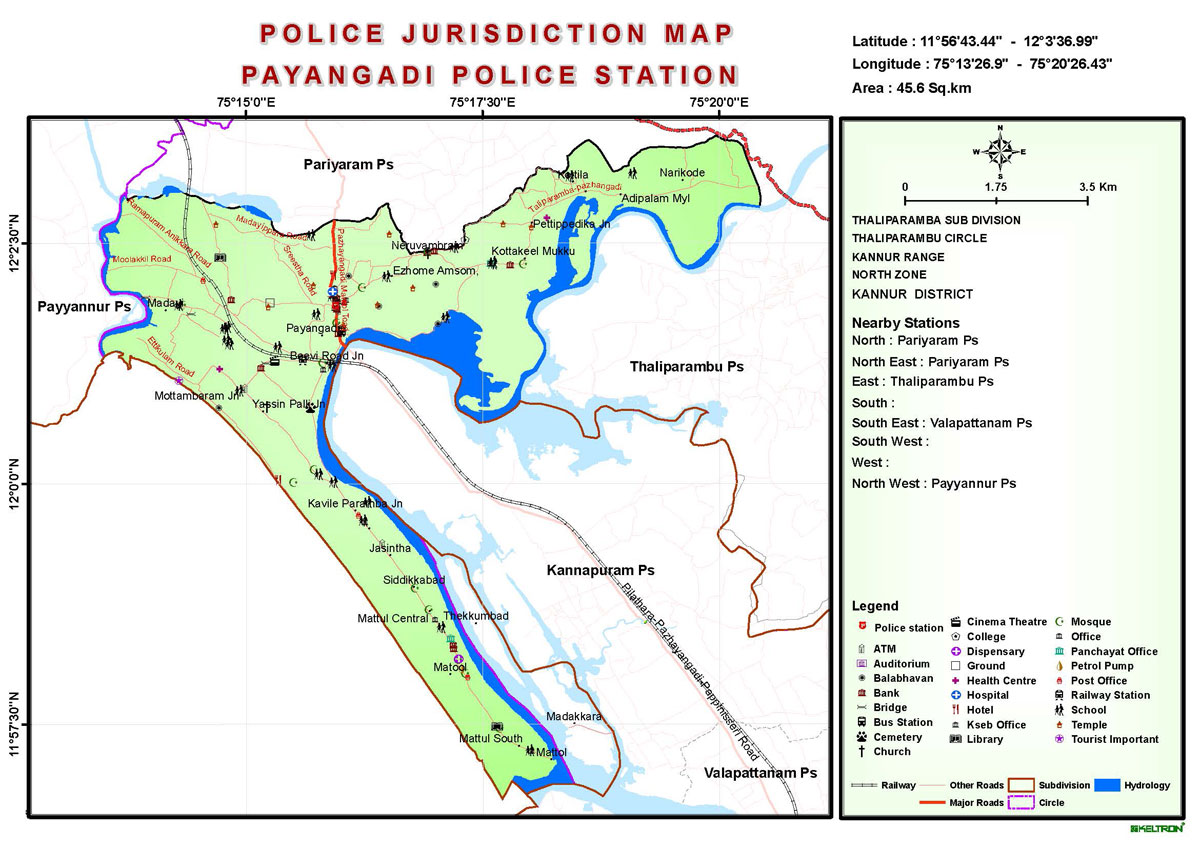 POLICE JURISDICTION MAP
PAYANGADI POLICE STATION
Latitude : 11°56'43.44" - 12°3'36.99"
Longitude : 75°13'26.9" - 75°20'26.43"
Area : 45.6 Sq.km
75°15'0"E
75°17'30"E
75°20'0"E
12°2'30"N
12°0'0"N
11°57'30"N
Pariyaram Ps
Kottila
Narikode
Taliparamba-pazhangadi
Adipalam Myl
Ramapuram Anikkara Road
Madayippara Road
Pettippedika Jn
Neruvambram
Kottakeel Mukku
Moolakkil Road
Sreestha Road
Ezhome Amsom,
Payyannur Ps
Madayi
Payangadi
Beevi Road Jn
Ettikulam Road
Thaliparambu Ps
Mottambaram Jn
Yassin Palli Jn
Kavile Paramba Jn
Jasintha
Kannapuram Ps
Siddikkabad
Mattul Central
Thekkumbad
Pilathara-Pazhayangadi-Pappinisseri Road
Matool
Madakkara
Mattul South
Mattol
Valapattanam Ps
N
W E
S
0 1.75 3.5 Km
THALIPARAMBA SUB DIVISION
THALIPARAMBU CIRCLE
KANNUR RANGE
NORTH ZONE
KANNUR DISTRICT
Nearby Stations
North : Pariyaram Ps
North East : Pariyaram Ps
East : Thaliparambu Ps
South :
South East : Valapattanam Ps
South West :
West :
North West : Payyannur Ps
Legend
Police station
ATM
Auditorium
Balabhavan
Bank
Bridge
Bus Station
Cemetery
Church
Cinema Theatre
College
Dispensary
Ground
Health Centre
Hospital
Hotel
Kseb Office
Library
Mosque
Office
Panchayat Office
Petrol Pump
Post Office
Railway Station
School
Temple
Tourist Important
Railway
Other Roads
Subdivision
Hydrology
Major Roads
Circle
KELTRON